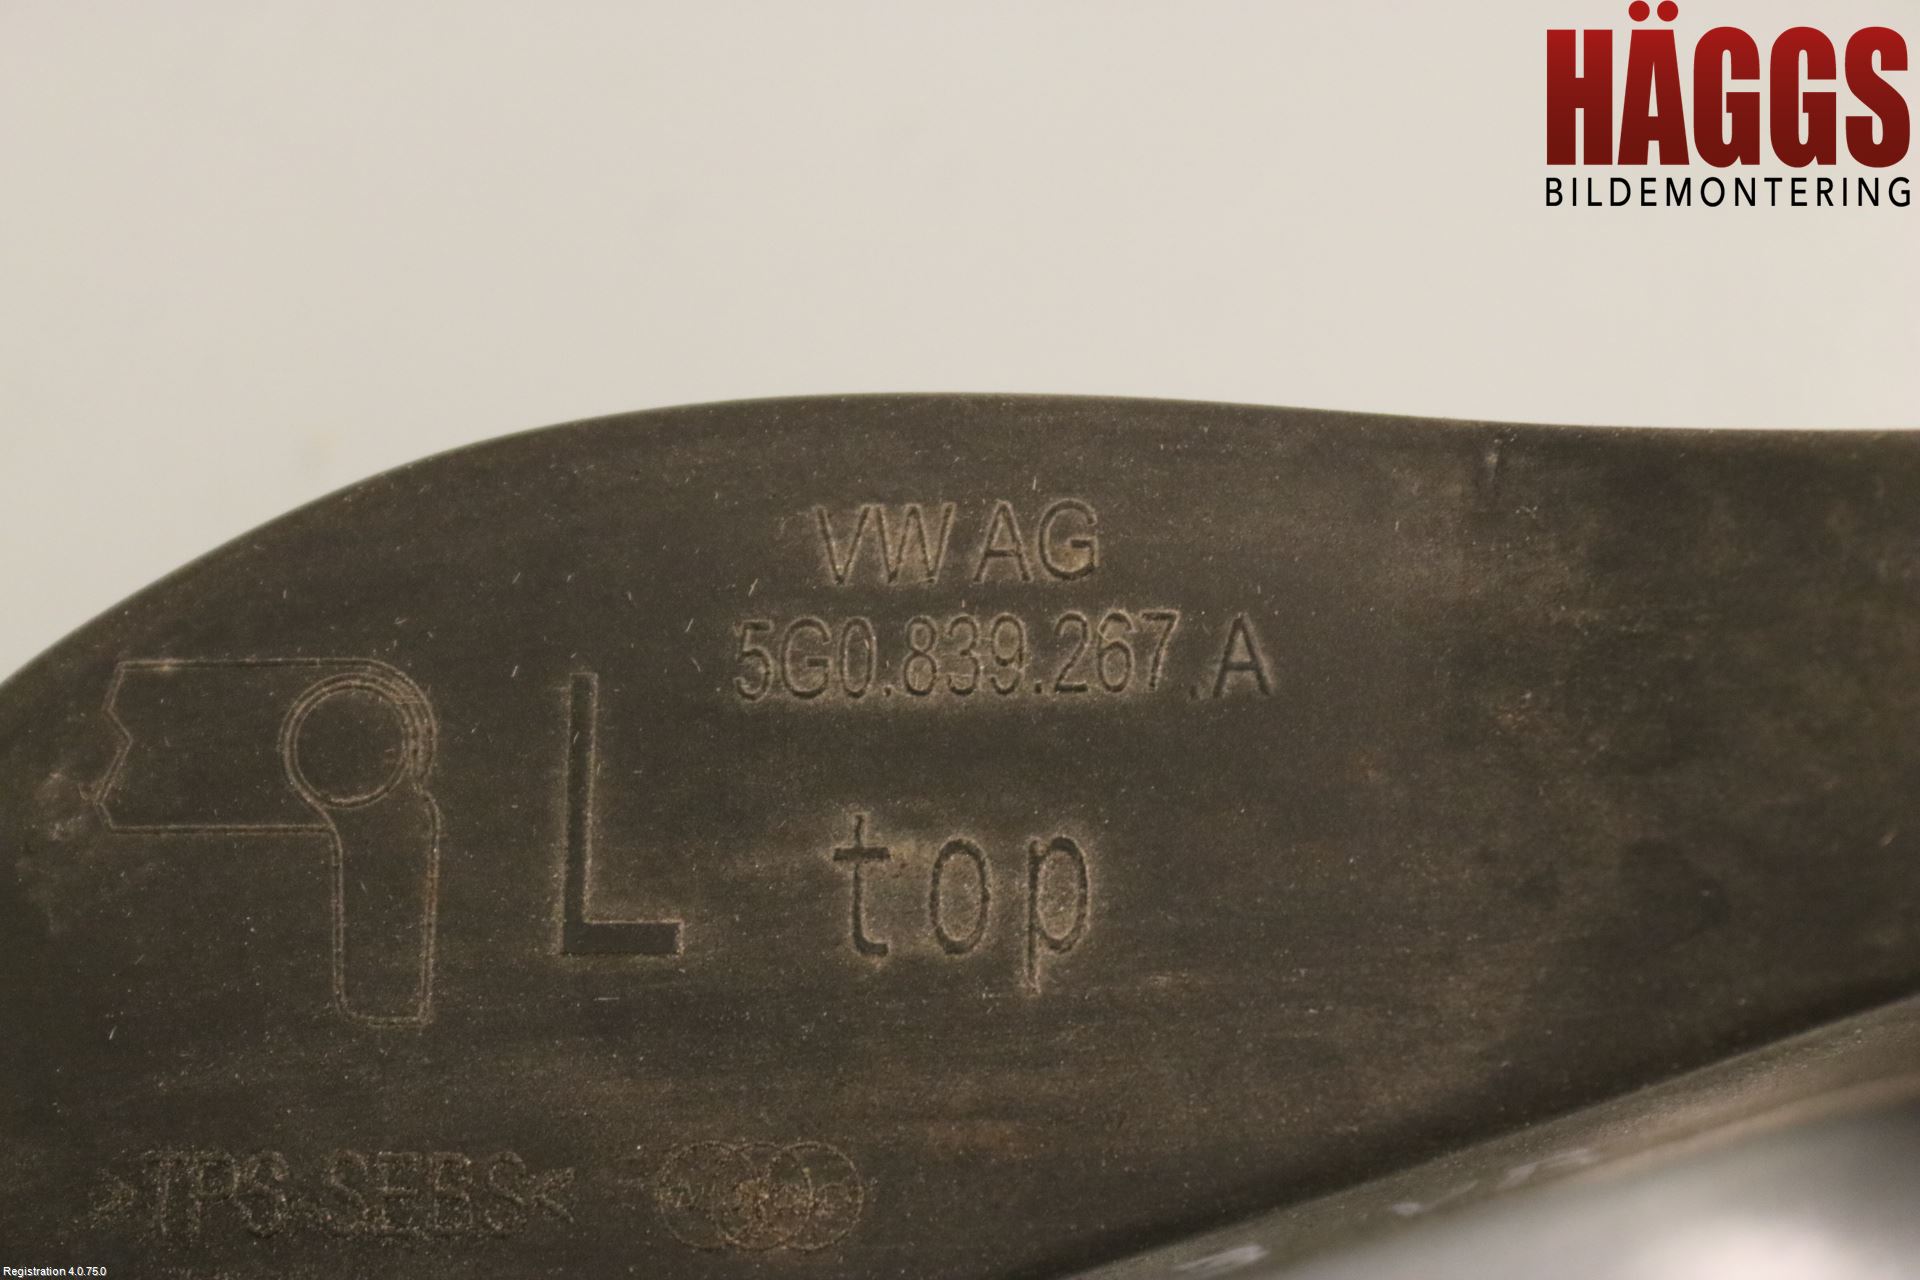 HÄGGS
BILDEMONTERING
VW AG
5G0.839.267.A
L top
>TPS-SEBS<
Registration 4.0.75.0